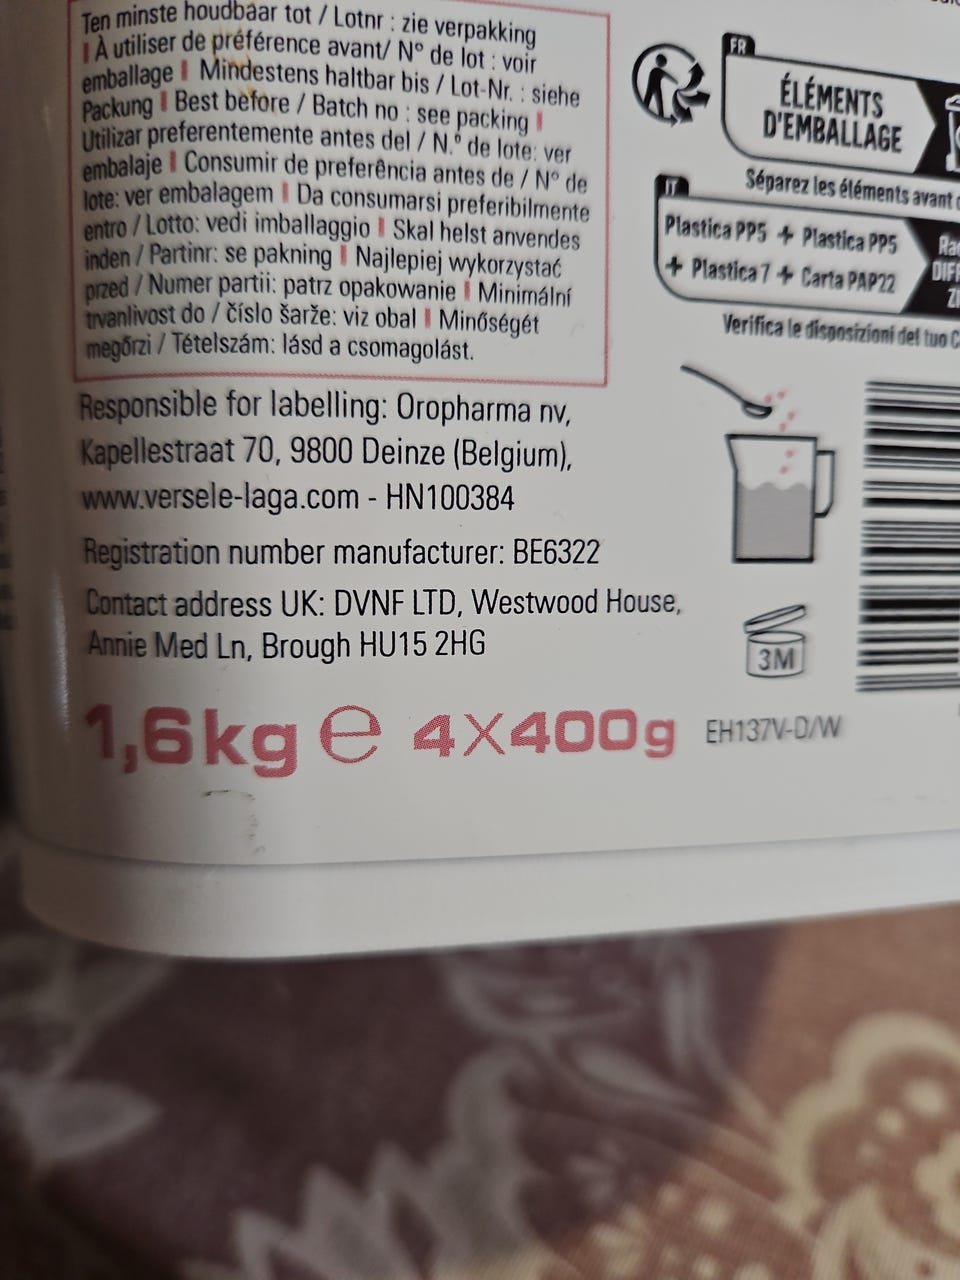 Ten minste houdbaar tot / Lotnr : zie verpakking
À utiliser de préférence avant/ N° de lot : voir
emballage Mindestens haltbar bis / Lot-Nr. : siehe
Packung Best before / Batch no : see packing
Utilizar preferentemente antes del / N.º de lote: ver
embalaje Consumir de preferência antes de / Nº de
lote: ver embalagem Da consumarsi preferibilmente
entro / Lotto: vedi imballaggio Skal helst anvendes
inden / Partinr: se pakning Najlepiej wykorzystać
przed / Numer partii: patrz opakowanie Minimální
trvanlivost do / číslo šarže: viz obal Minőségét
megőrzi / Tételszám: lásd a csomagolást.
Responsible for labelling: Oropharma nv,
Kapellestraat 70, 9800 Deinze (Belgium),
www.versele-laga.com - HN100384
Registration number manufacturer: BE6322
Contact address UK: DVNF LTD, Westwood House,
Annie Med Ln, Brough HU15 2HG
1,6kg e 4X400g
EH137V-D/W
FR
ÉLÉMENTS
D'EMBALLAGE
Séparez les éléments avant
IT
Plastica PP5 + Plastica PP5
+ Plastica 7 + Carta PAP22
Verifica le disposizioni del tuo
3M